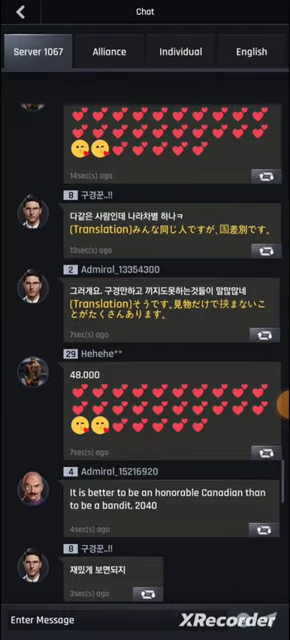 Chat
Server 1067
Alliance
Individual
English
14sec(s) ago
8 구경꾼..!!
다같은 사람인데 나라차별 하나ㅋ
(Translation)みんな同じ人ですが、国差別です。
13sec(s) ago
2 Admiral_13354300
그러게요. 구경만하고 끼지도못하는것들이 말많많네
(Translation)そうです。見物だけで挟まないこ
とがたくさんあります。
7sec(s) ago
29 Hehehe**
48.000
7sec(s) ago
4 Admiral_15216920
It is better to be an honorable Canadian than
to be a bandit, 2040
4sec(s) ago
8 구경꾼..!!
재밌게 보면되지
3sec(s) ago
Enter Message
XRecorder